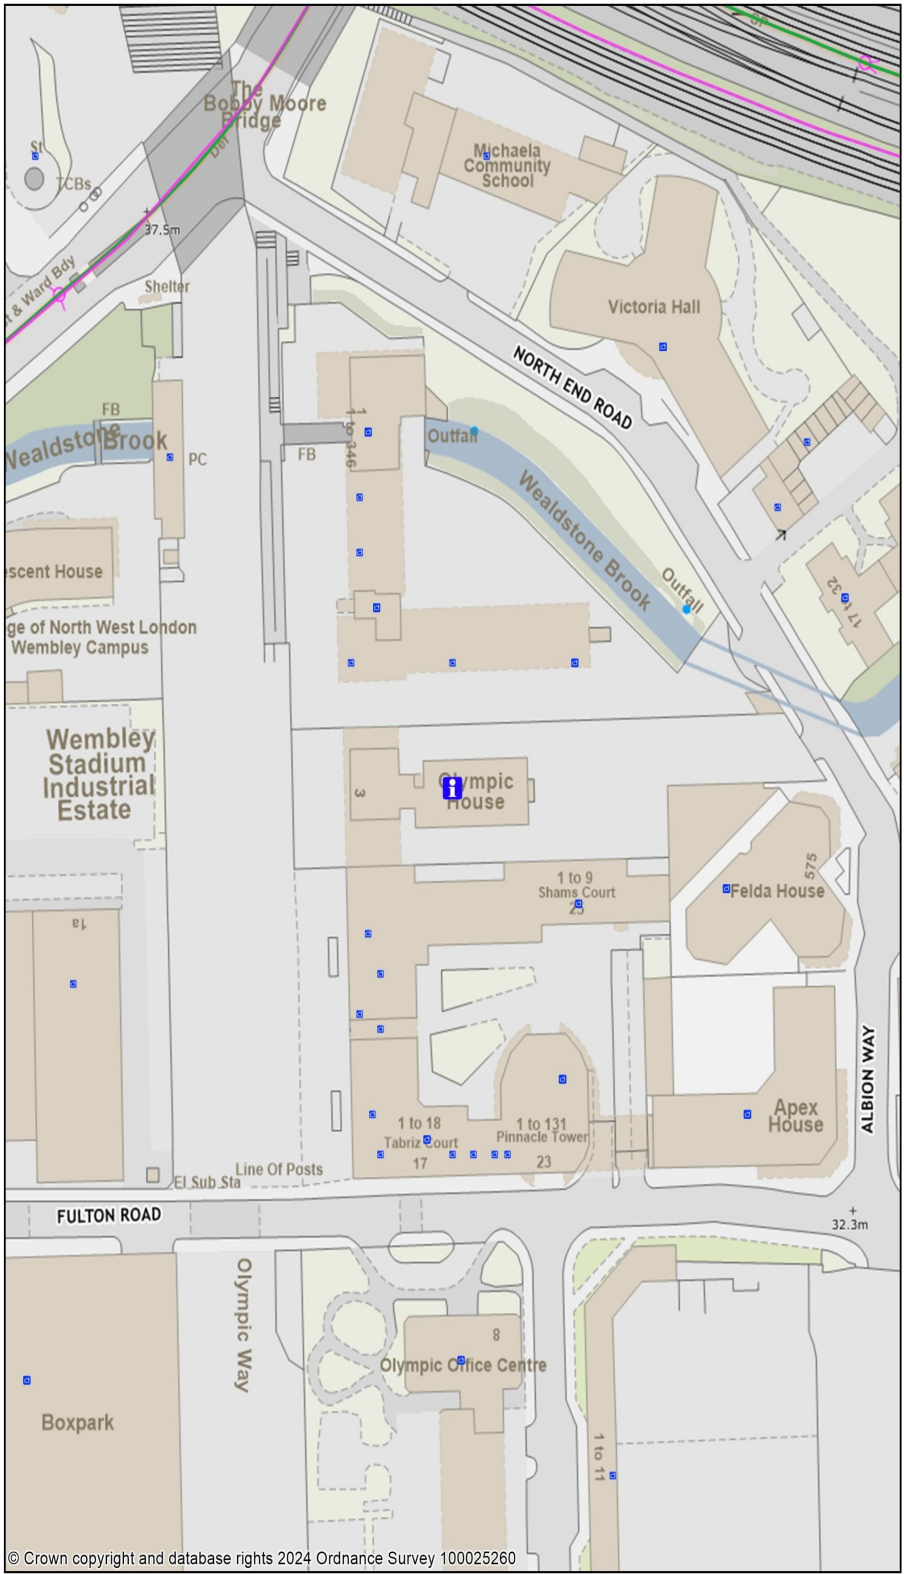 Sp
The
Bobby Moore
Bridge
Def
St
TCBs
37.5m
Michaela
Community
School
t & Ward Bdy
Shelter
Victoria Hall
NORTH END ROAD
FB
Wealdstone
Brook
PC
FB
1 to 346
Outfall
Wealdstone Brook
Outfall
17 to 32
escent House
ge of North West London
Wembley Campus
Wembley
Stadium
Industrial
Estate
3
Olympic
House
575
Felda House
1 to 9
Shams Court
25
1a
ALBION WAY
Apex
House
1 to 18
Tabriz Court
17
1 to 131
Pinnacle Tower
23
Line Of Posts
El Sub Sta
FULTON ROAD
32.3m
Olympic Way
8
Olympic Office Centre
Boxpark
1 to 11
© Crown copyright and database rights 2024 Ordnance Survey 100025260